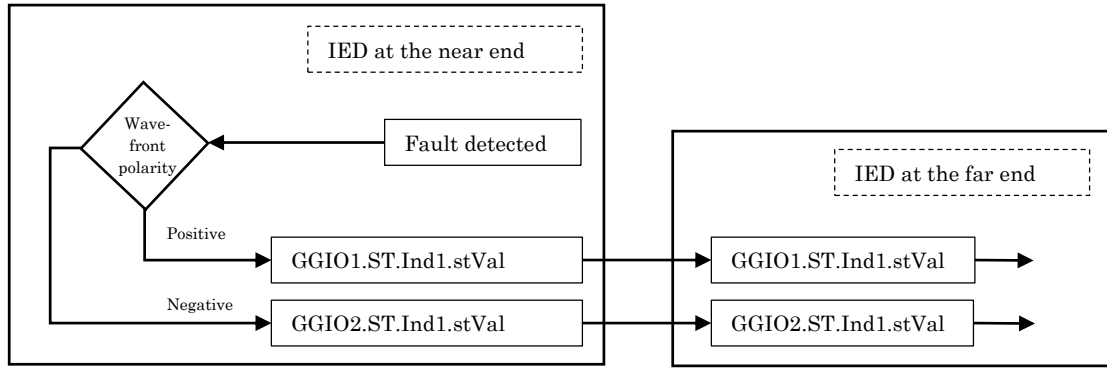 IED at the near end
Wave-
front
polarity
Fault detected
IED at the far end
Positive
GGIO1.ST.Ind1.stVal
GGIO1.ST.Ind1.stVal
Negative
GGIO2.ST.Ind1.stVal
GGIO2.ST.Ind1.stVal